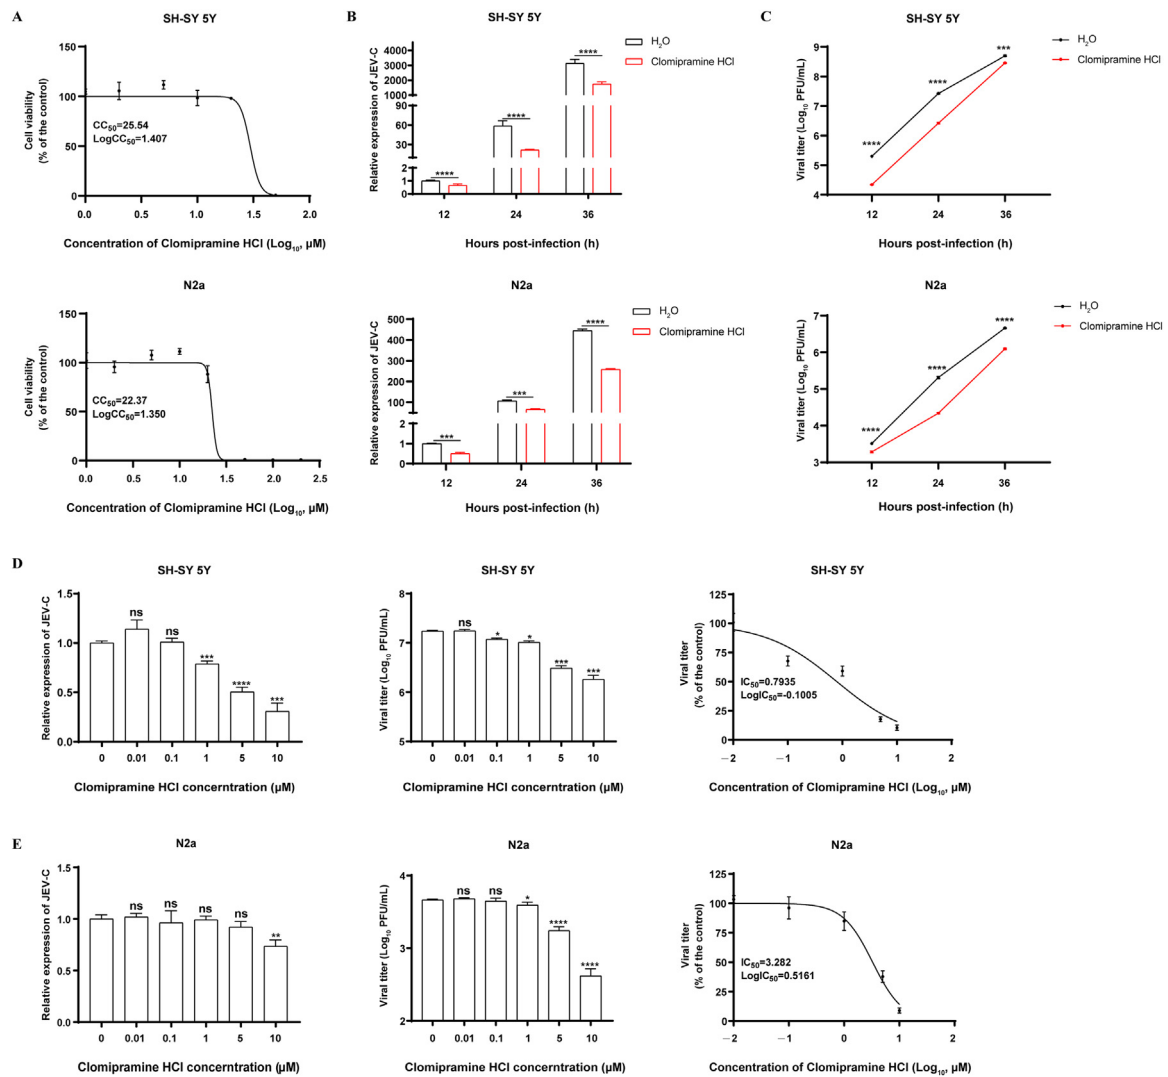 A
SH-SY 5Y
Cell viability
(% of the control)
150
100
50
0
CC50=25.54
LogCC50=1.407
0.0 0.5 1.0 1.5 2.0
Concentration of Clomipramine HCl (Log10, μM)
N2a
Cell viability
(% of the control)
150
100
50
0
CC50=22.37
LogCC50=1.350
0.0 0.5 1.0 1.5 2.0 2.5
Concentration of Clomipramine HCl (Log10, μM)
B
SH-SY 5Y
Relative expression of JEV-C
4000
3000
2000
1000
90
60
30
2
1
0
****
****
****
12 24 36
Hours post-infection (h)
H2O
Clomipramine HCl
N2a
Relative expression of JEV-C
500
400
300
200
100
2
1
0
***
***
****
12 24 36
Hours post-infection (h)
H2O
Clomipramine HCl
C
SH-SY 5Y
Viral titer (Log10 PFU/mL)
9
8
7
6
5
4
****
****
***
12 24 36
Hours post-infection (h)
H2O
Clomipramine HCl
N2a
Viral titer (Log10 PFU/mL)
7
6
5
4
3
****
****
****
12 24 36
Hours post-infection (h)
H2O
Clomipramine HCl
D
SH-SY 5Y
Relative expression of JEV-C
1.5
1.0
0.5
0.0
ns ns *** **** ***
0 0.01 0.1 1 5 10
Clomipramine HCl concerntration (μM)
SH-SY 5Y
Viral titer (Log10 PFU/mL)
8
7
6
5
ns * * *** ***
0 0.01 0.1 1 5 10
Clomipramine HCl concerntration (μM)
SH-SY 5Y
Viral titer
(% of the control)
125
100
75
50
25
0
IC50=0.7935
LogIC50=-0.1005
−2 −1 0 1 2
Concentration of Clomipramine HCl (Log10, μM)
E
N2a
Relative expression of JEV-C
1.5
1.0
0.5
0.0
ns ns ns ns **
0 0.01 0.1 1 5 10
Clomipramine HCl concerntration (μM)
N2a
Viral titer (Log10 PFU/mL)
4
3
2
ns ns * **** ****
0 0.01 0.1 1 5 10
Clomipramine HCl concerntration (μM)
N2a
Viral titer
(% of the control)
125
100
75
50
25
0
IC50=3.282
LogIC50=0.5161
−2 −1 0 1 2
Concentration of Clomipramine HCl (Log10, μM)